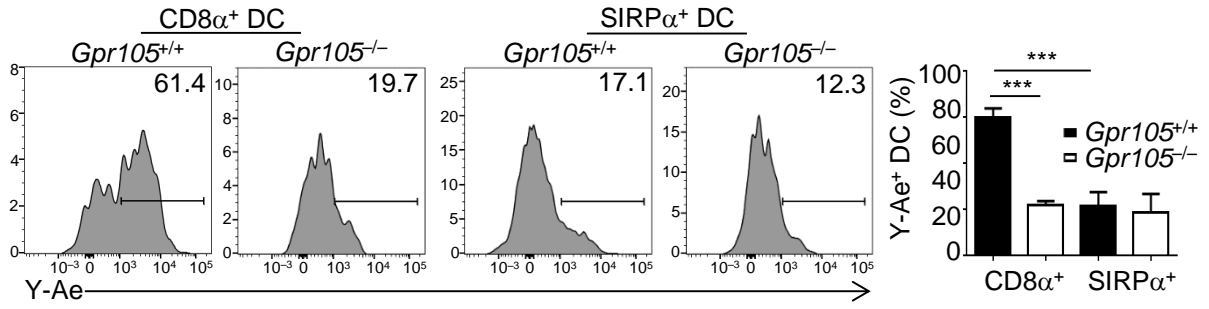 CD8α⁺ DC
SIRPα⁺ DC
Gpr105⁺/⁺
Gpr105⁻/⁻
Gpr105⁺/⁺
Gpr105⁻/⁻
61.4
8
6
4
2
0
10⁻³ 0 10³ 10⁴ 10⁵
19.7
10
8
6
4
2
0
10⁻³ 0 10³ 10⁴ 10⁵
17.1
25
20
15
10
5
0
10⁻³ 0 10³ 10⁴ 10⁵
12.3
20
15
10
5
0
10⁻³ 0 10³ 10⁴ 10⁵
Y-Ae
Y-Ae⁺ DC (%)
100
80
60
40
20
0
***
***
Gpr105⁺/⁺
Gpr105⁻/⁻
CD8α⁺ SIRPα⁺